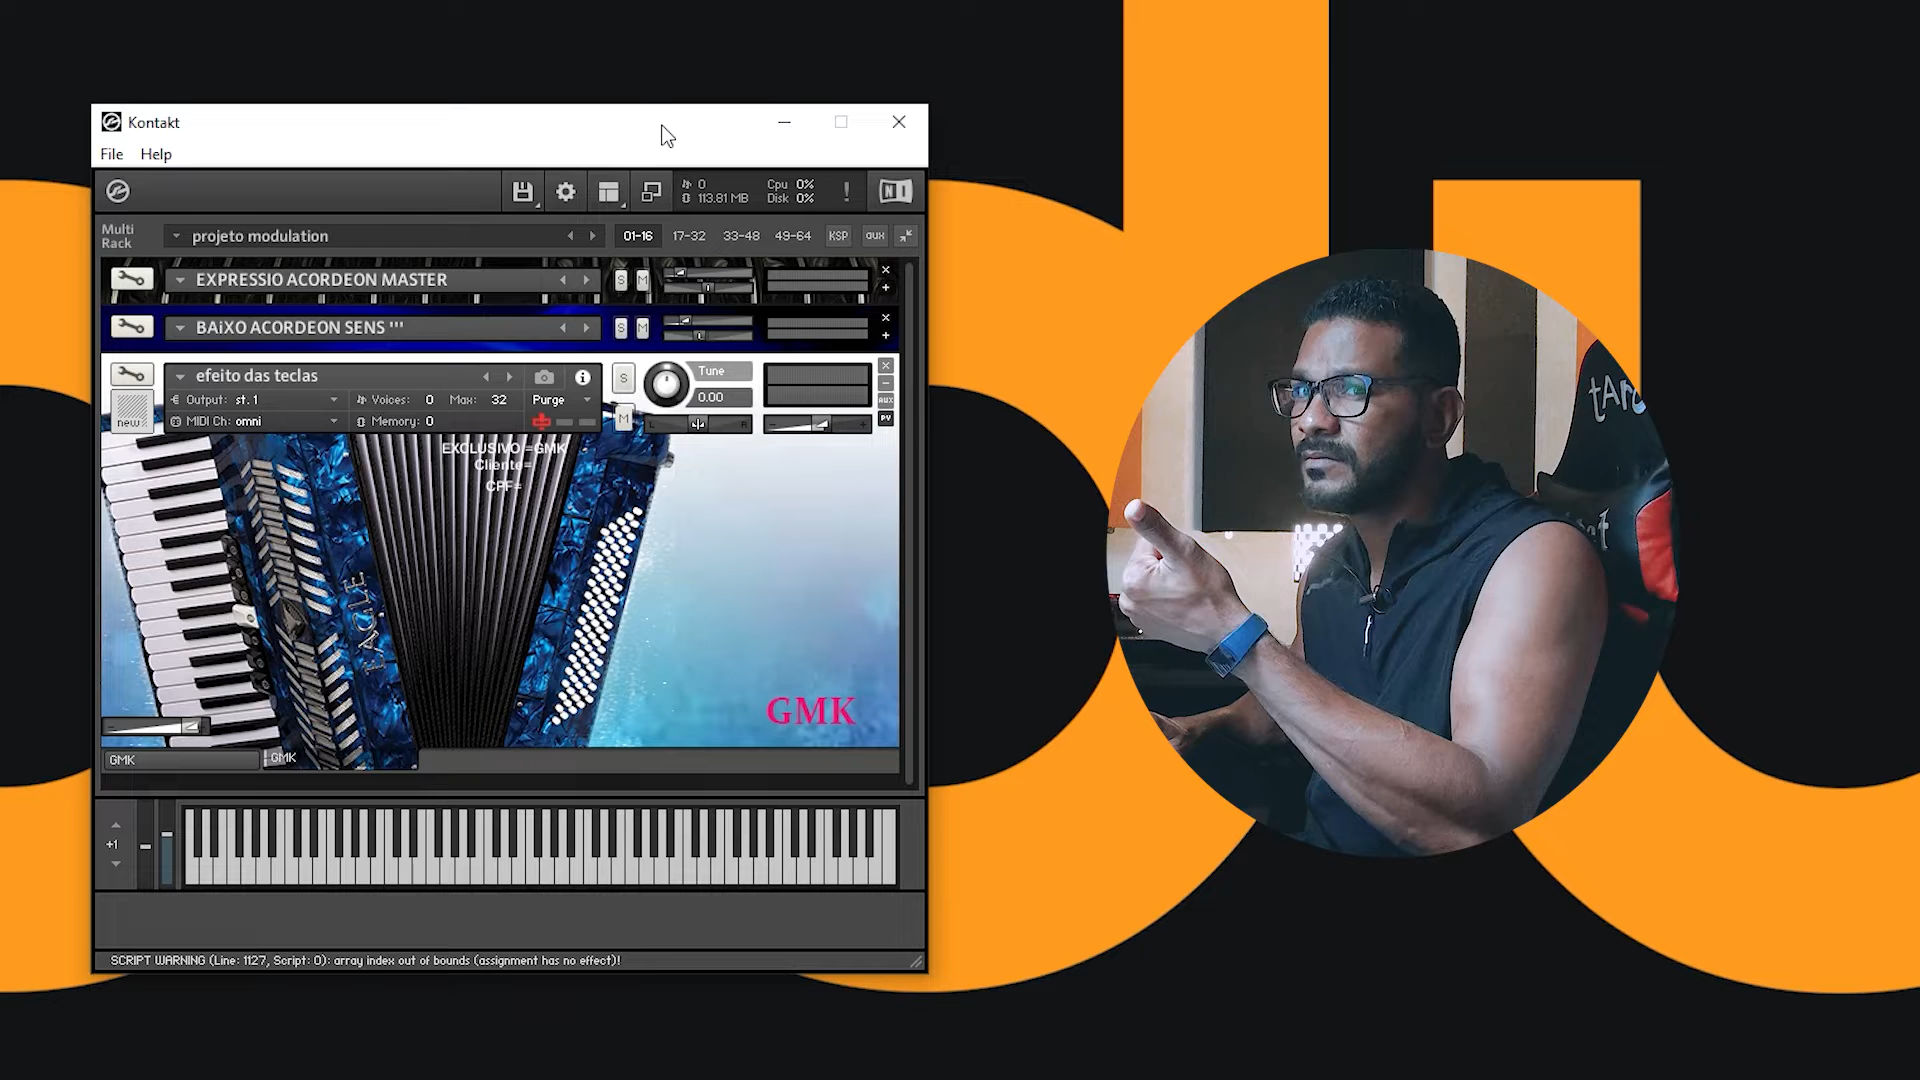 Kontakt
File Help
0
113.81 MB
Cpu 0%
Disk 0%
!
NI
Multi
Rack
projeto modulation
01-16 17-32 33-48 49-64 KSP aux
EXPRESSIO ACORDEON MASTER
S M
BAiXO ACORDEON SENS '''
S M
efeito das teclas
S
Tune
0.00
Output: st. 1
Voices: 0 Max: 32
Purge
AUX
PV
new%
MIDI Ch: omni
Memory: 0
M
L R
EXCLUSIVO =GMK
Cliente=
CPF=
EAGLE
GMK
GMK
GMK
+1
SCRIPT WARNING (Line: 1127, Script: 0): array index out of bounds (assignment has no effect)!